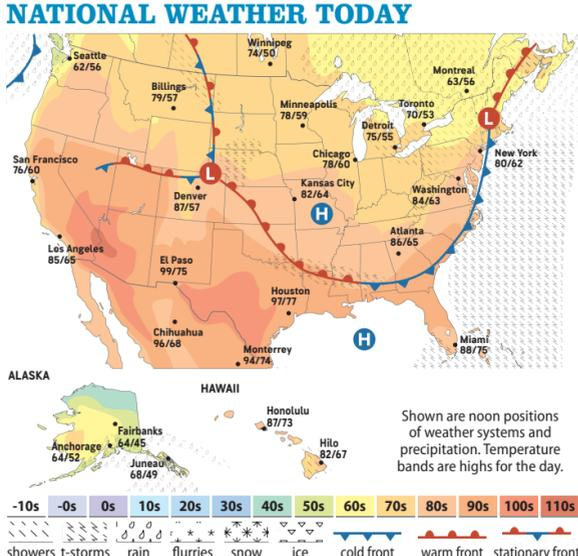 NATIONAL WEATHER TODAY
Seattle
62/56
Winnipeg
74/50
Billings
79/57
Minneapolis
78/59
Montreal
63/56
Toronto
70/53
Detroit
75/55
Chicago
78/60
New York
80/62
San Francisco
76/60
L
L
Denver
87/57
Kansas City
82/64
H
Washington
84/63
Los Angeles
85/65
Atlanta
86/65
El Paso
99/75
Houston
97/77
Chihuahua
96/68
Monterrey
94/74
H
Miami
88/75
ALASKA
HAWAII
Fairbanks
64/45
Anchorage
64/52
Juneau
68/49
Honolulu
87/73
Hilo
82/67
Shown are noon positions
of weather systems and
precipitation. Temperature
bands are highs for the day.
-10s -0s 0s 10s 20s 30s 40s 50s 60s 70s 80s 90s 100s 110s
showers t-storms rain flurries snow ice cold front warm front stationary front